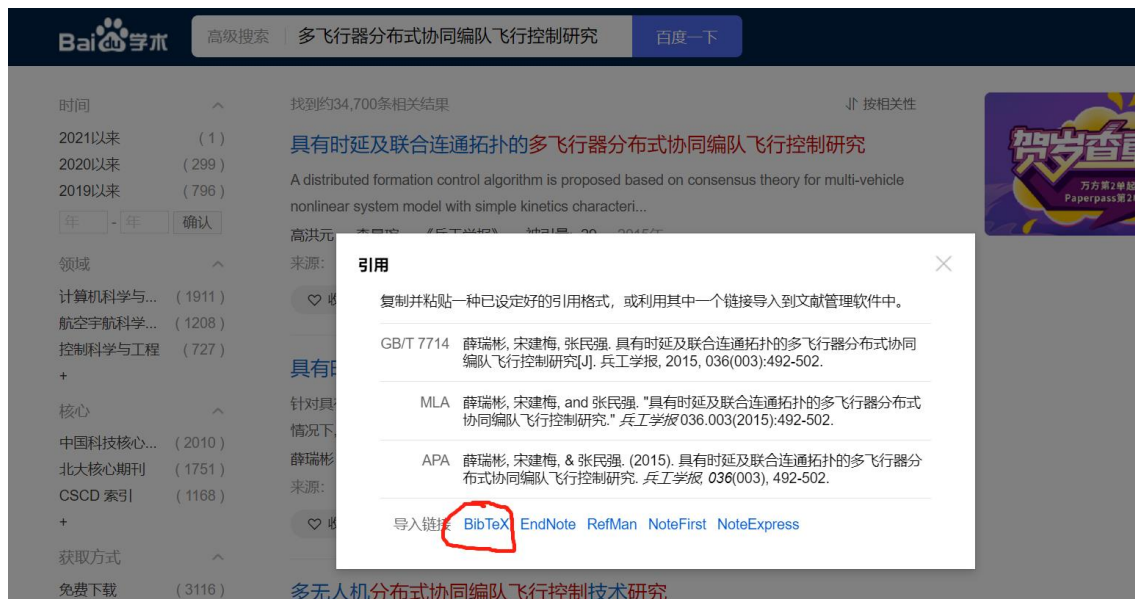 Bai du 学术
高级搜索 多飞行器分布式协同编队飞行控制研究 百度一下
时间
2021以来 (1)
2020以来 (299)
2019以来 (796)
年 - 年 确认
领域
计算机科学与... (1911)
航空宇航科学... (1208)
控制科学与工程 (727)
+
核心
中国科技核心... (2010)
北大核心期刊 (1751)
CSCD 索引 (1168)
+
获取方式
免费下载 (3116)
找到约34,700条相关结果 按相关性
具有时延及联合连通拓扑的多飞行器分布式协同编队飞行控制研究
A distributed formation control algorithm is proposed based on consensus theory for multi-vehicle
nonlinear system model with simple kinetics characteri...
高洪元
来源:
具有
针对具
情况下,
薛瑞彬
来源:
多无人机分布式协同编队飞行控制技术研究
引用
复制并粘贴一种已设定好的引用格式，或利用其中一个链接导入到文献管理软件中。
GB/T 7714 薛瑞彬, 宋建梅, 张民强. 具有时延及联合连通拓扑的多飞行器分布式协同
编队飞行控制研究[J]. 兵工学报, 2015, 036(003):492-502.
MLA 薛瑞彬, 宋建梅, and 张民强. "具有时延及联合连通拓扑的多飞行器分布式
协同编队飞行控制研究." 兵工学报 036.003(2015):492-502.
APA 薛瑞彬, 宋建梅, & 张民强. (2015). 具有时延及联合连通拓扑的多飞行器分
布式协同编队飞行控制研究. 兵工学报, 036(003), 492-502.
导入链接 BibTeX EndNote RefMan NoteFirst NoteExpress
贺岁查重
万方第2单起
Paperpass第2